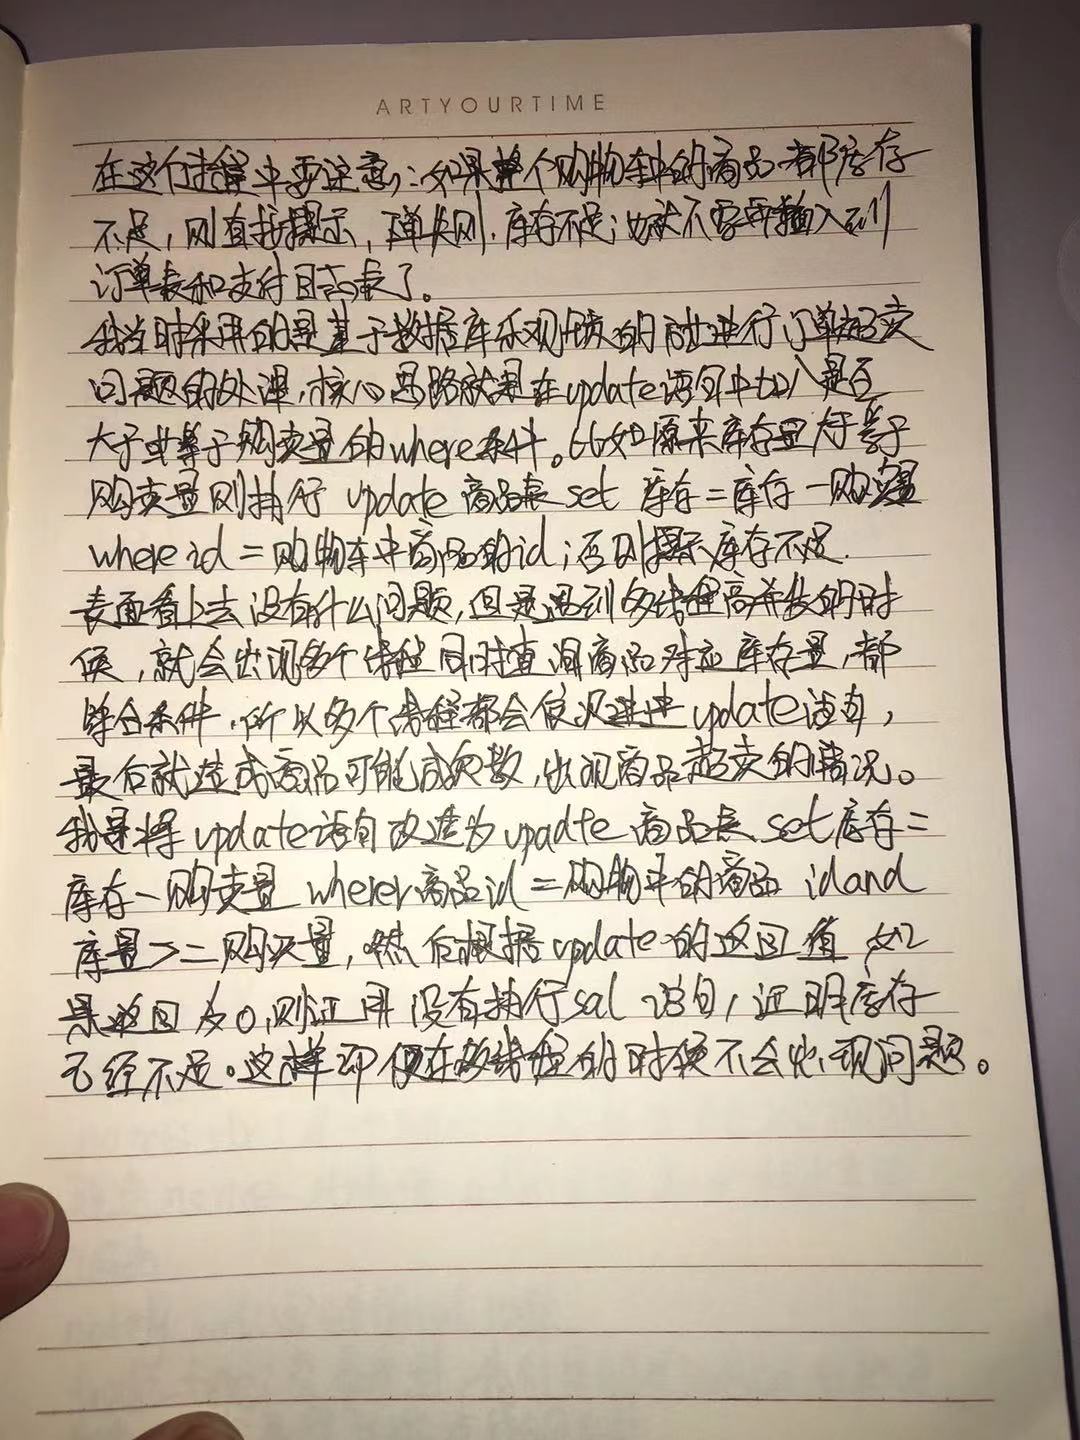 ARTYOURTIME
在这个过程中要注意:如果整个购物车中的商品都库存
不足,则直接提示,下单失则,库存不足;也就不要再插入到
订单表和支付日志表了。
我当时采用的是基于数据库乐观锁的 进行订单超卖
问题的处理,核心思路就是在update语句中加入是否
大于或等于购卖量的where条件。比如原来库存量大于等于
购卖量则执行 update 商品表 set 库存=库存-购卖量
where id=购物车中商品的id;否则提示库存不足.
表面看上去没有什么问题,但是遇到多线程高并发的时
候,就会出现多个线程同时查询商品对应库存量,都
符合条件,所以多个线程都会依次进 update语句,
最后就造成商品可能成负数,出现商品超卖的情况。
我是将update语句改造为upadte 商品表 set库存=
库存-购卖量 wherer商品id=购物中的商品 idand
库量>=购买量,然后根据update的返回值 如
果返回为0,则证明没有执行sql语句,证明库存
已经不足。这样即便在多线程的时候不会出现问题。